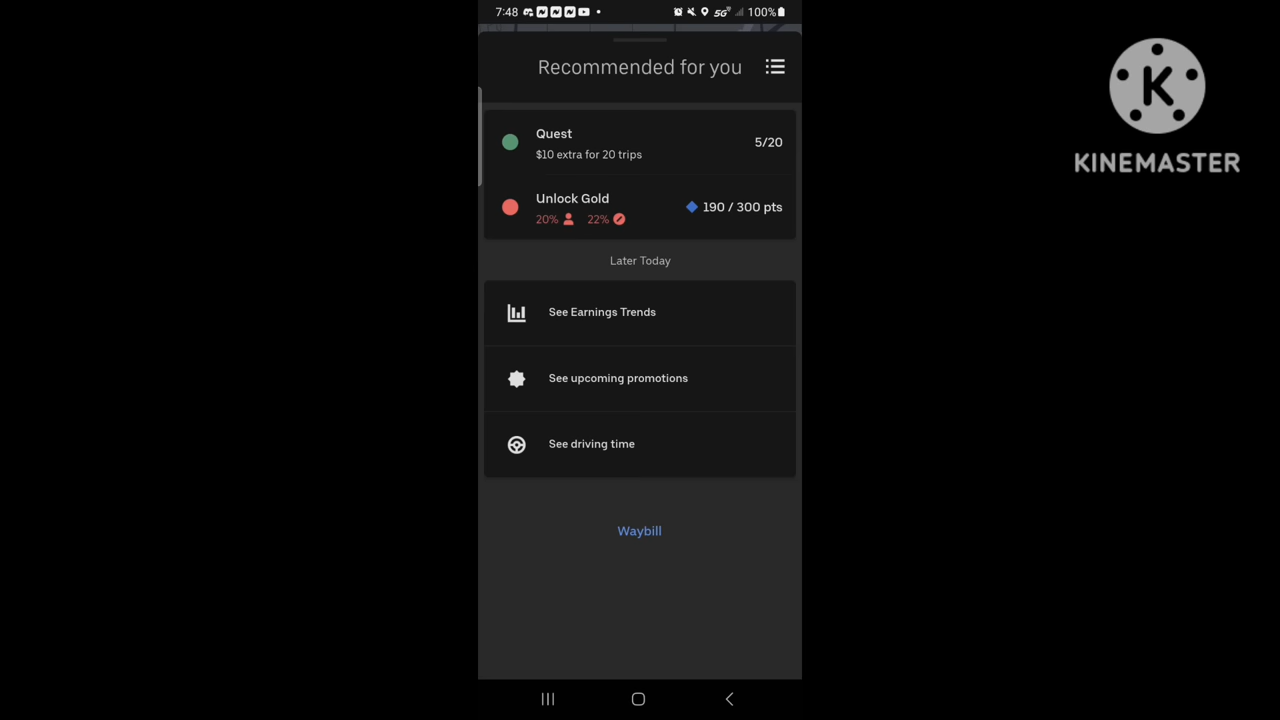 7:48
5G
100%
Recommended for you
Quest
$10 extra for 20 trips
5/20
Unlock Gold
20% 22%
190 / 300 pts
Later Today
See Earnings Trends
See upcoming promotions
See driving time
Waybill
K
KINEMASTER